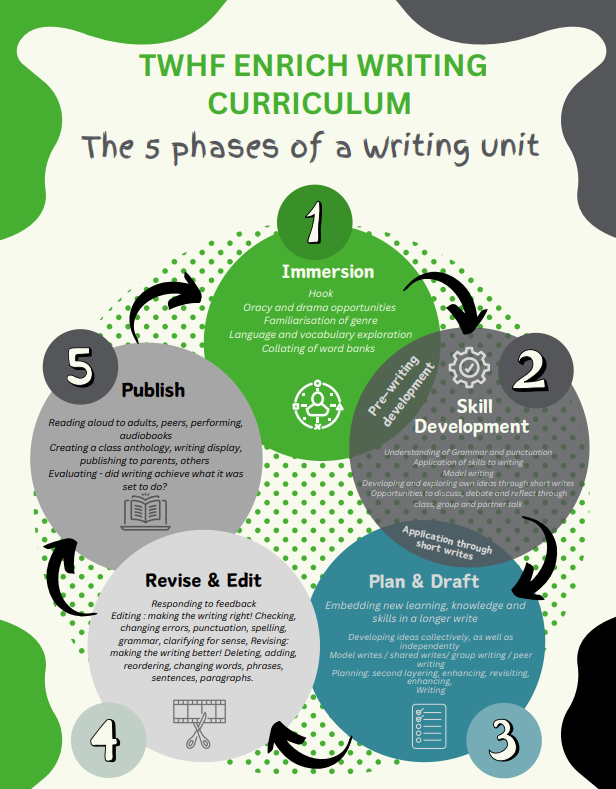 TWHF ENRICH WRITING
CURRICULUM
The 5 phases of a writing unit
1
Immersion
Hook
Oracy and drama opportunities
Familiarisation of genre
Language and vocabulary exploration
Collating of word banks
Pre-writing
development
2
Skill
Development
Understanding of Grammar and punctuation
Application of skills to writing
Model writing
Developing and exploring own ideas through short writes
Opportunities to discuss, debate and reflect through
class, group and partner talk
Application through
short writes
Plan & Draft
Embedding new learning, knowledge and
skills in a longer write
Developing ideas collectively, as well as
independently
Model writes / shared writes/ group writing / peer
writing
Planning: second layering, enhancing, revisiting,
enhancing,
Writing
3
Revise & Edit
Responding to feedback
Editing : making the writing right! Checking,
changing errors, punctuation, spelling,
grammar, clarifying for sense, Revising:
making the writing better! Deleting, adding,
reordering, changing words, phrases,
sentences, paragraphs.
4
5
Publish
Reading aloud to adults, peers, performing,
audiobooks
Creating a class anthology, writing display,
publishing to parents, others
Evaluating - did writing achieve what it was
set to do?